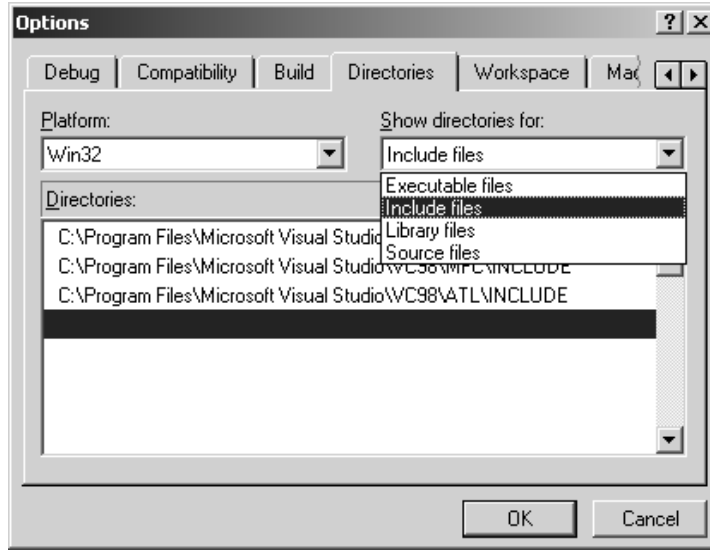 Options
Debug Compatibility Build Directories Workspace
Platform: Show directories for:
Win32 Include files
Directories:
Executable files
Include files
Library files
Source files
C:\Program Files\Microsoft Visual Studio
C:\Program Files\Microsoft Visual Studio\VC98\MFC\INCLUDE
C:\Program Files\Microsoft Visual Studio\VC98\ATL\INCLUDE
OK Cancel